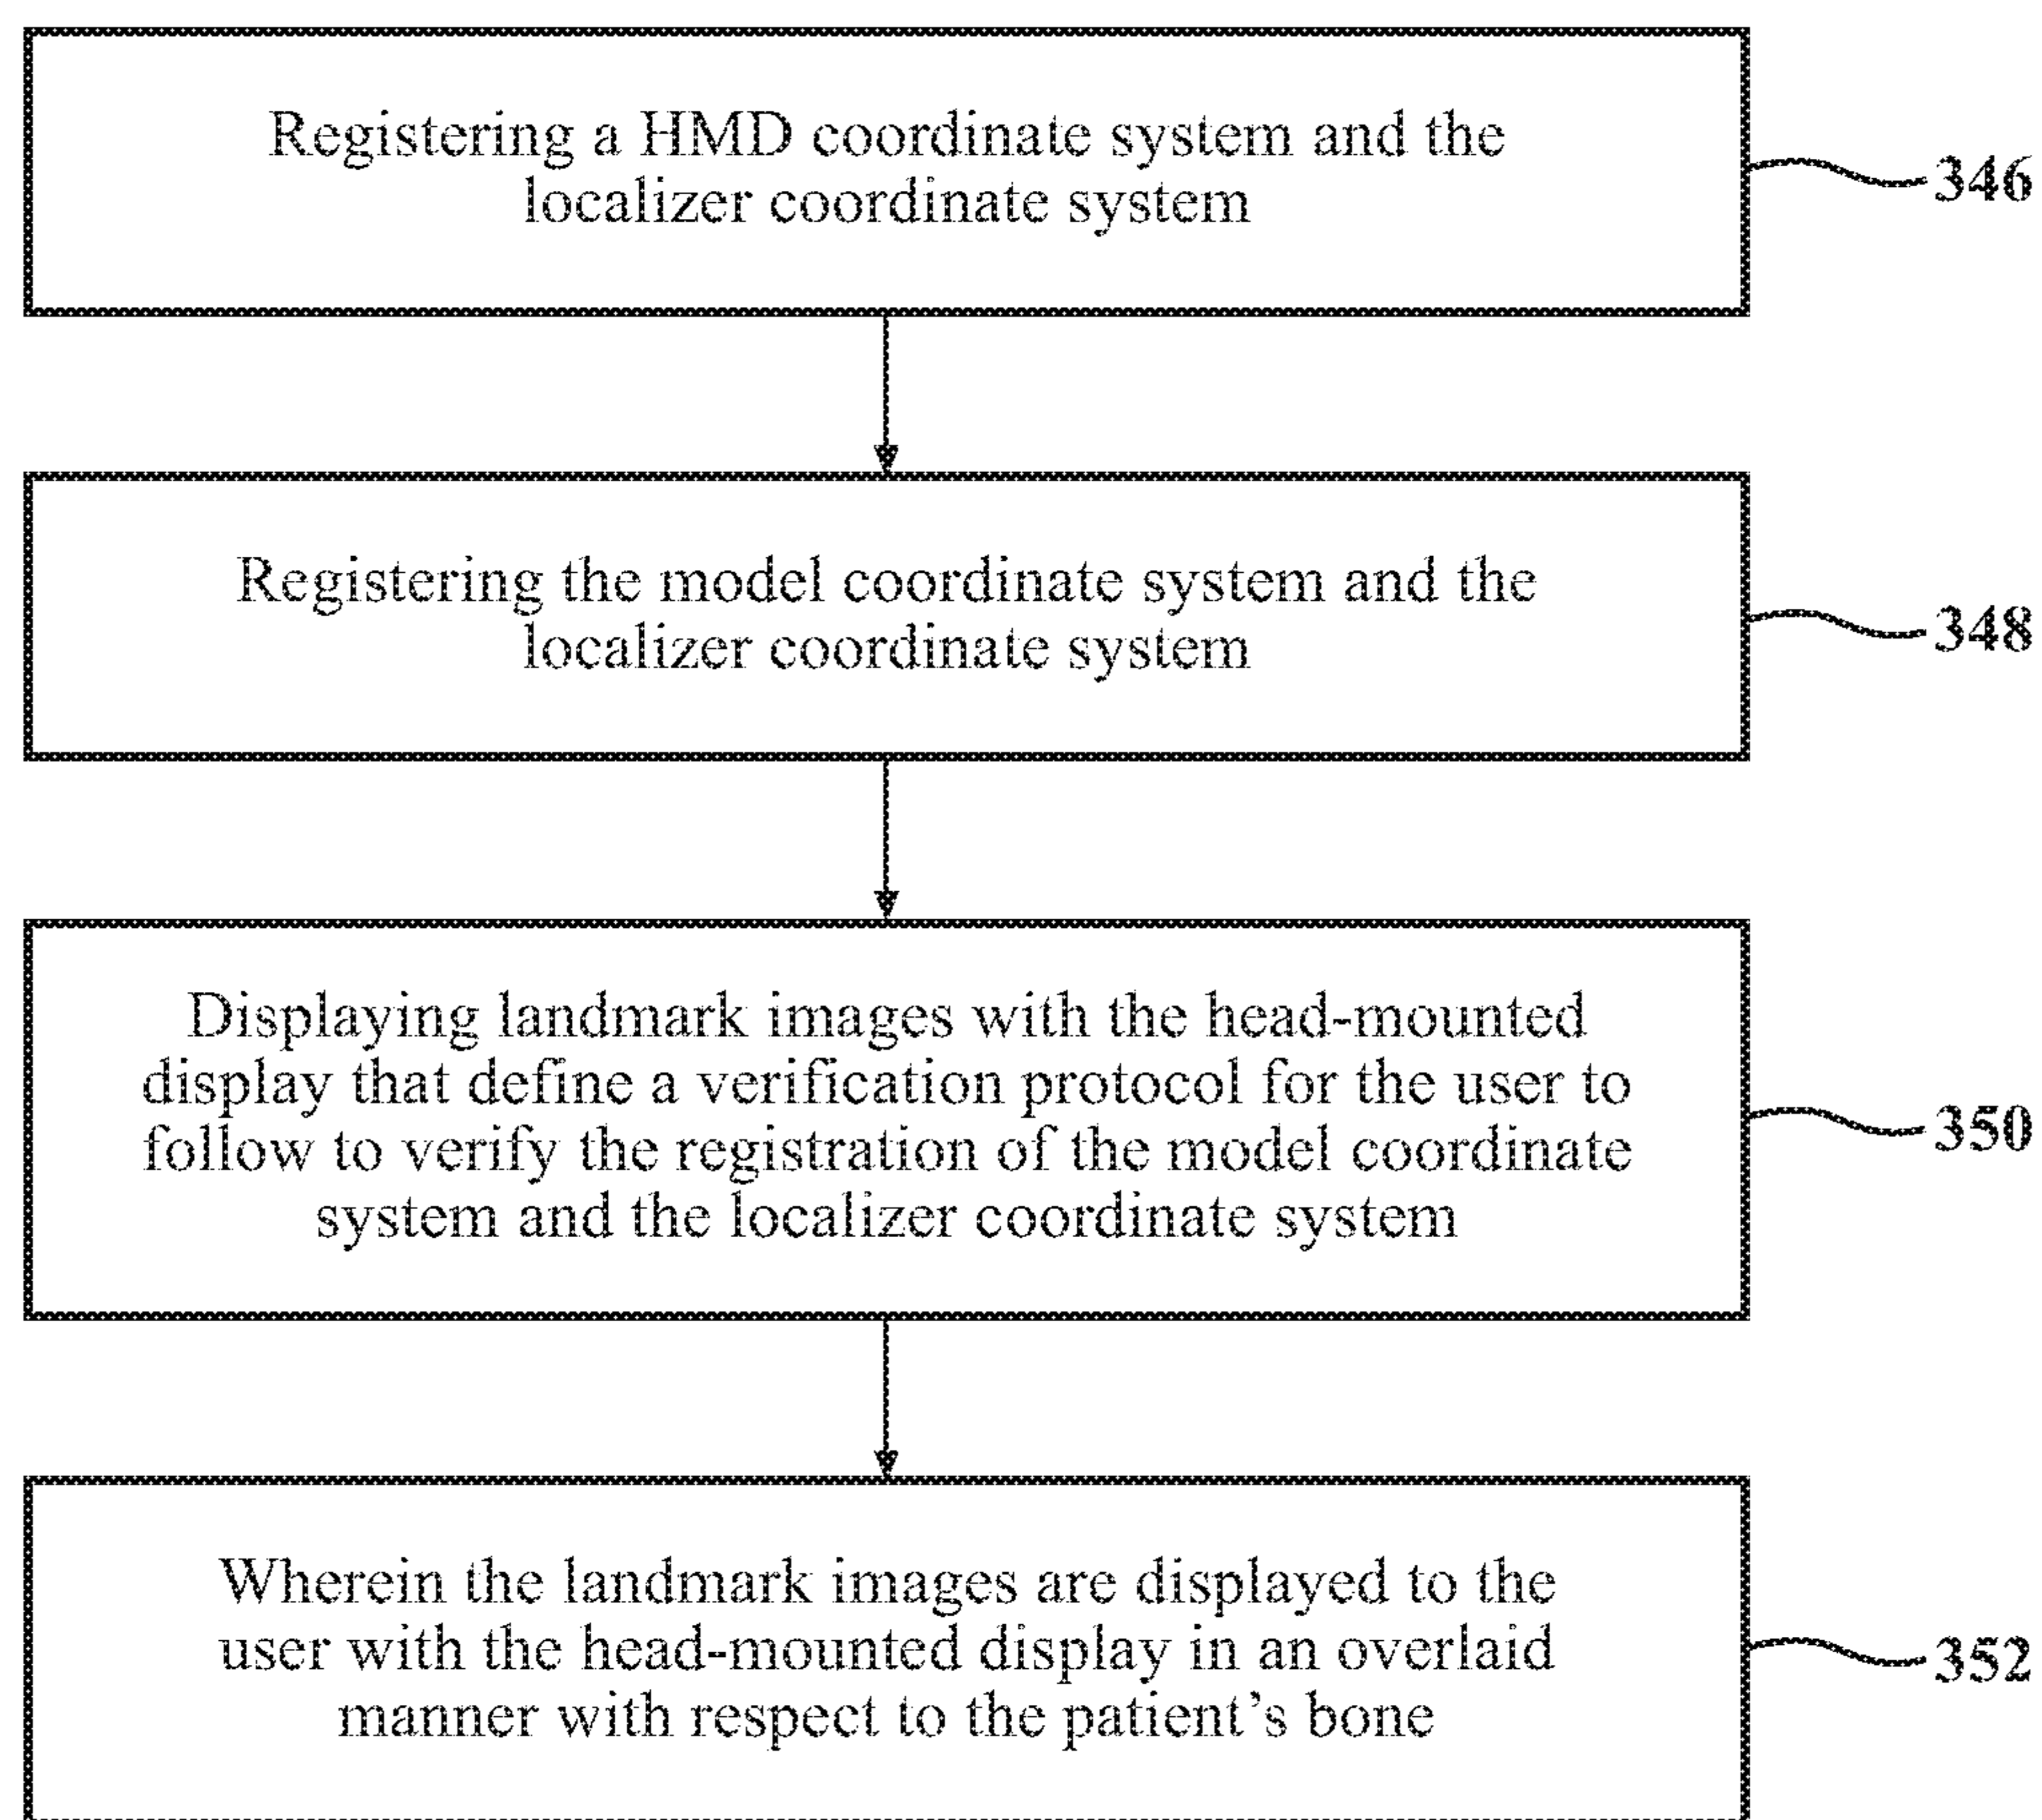 Registering a HMD coordinate system and the
localizer coordinate system
346
Registering the model coordinate system and the
localizer coordinate system
348
Displaying landmark images with the head-mounted
display that define a verification protocol for the user to
follow to verify the registration of the model coordinate
system and the localizer coordinate system
350
Wherein the landmark images are displayed to the
user with the head-mounted display in an overlaid
manner with respect to the patient's bone
352